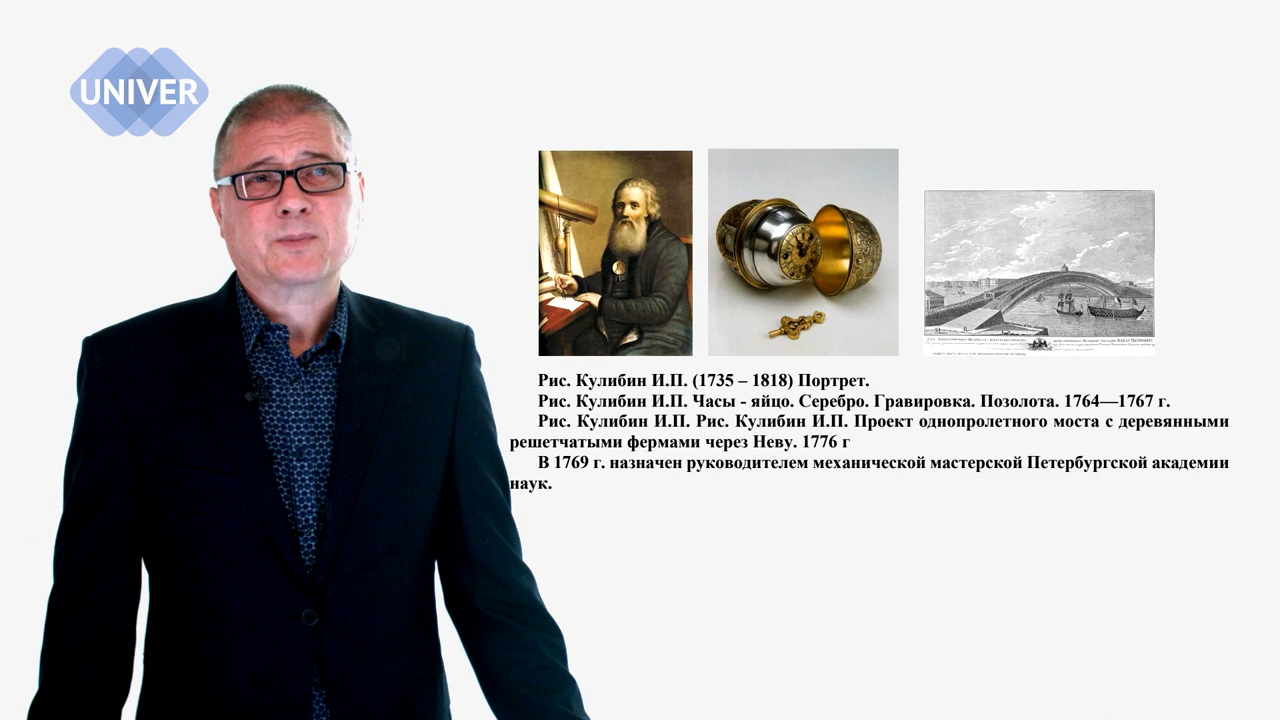 UNIVER
Рис. Кулибин И.П. (1735 – 1818) Портрет.
Рис. Кулибин И.П. Часы - яйцо. Серебро. Гравировка. Позолота. 1764—1767 г.
Рис. Кулибин И.П. Рис. Кулибин И.П. Проект однопролетного моста с деревянными
решетчатыми фермами через Неву. 1776 г
В 1769 г. назначен руководителем механической мастерской Петербургской академии
наук.